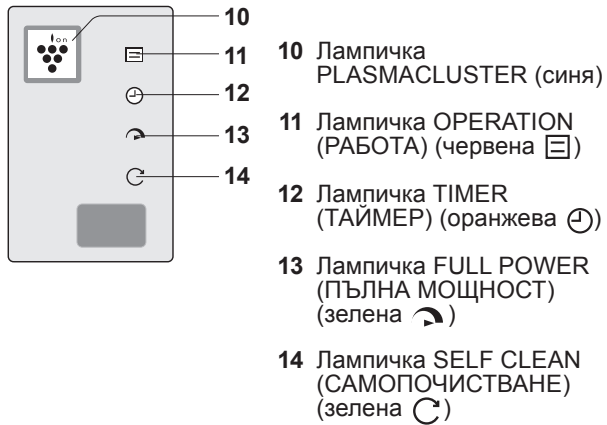 Ion
10
11
12
13
14
10 Лампичка
PLASMACLUSTER (синя)
11 Лампичка OPERATION
(РАБОТА) (червена)
12 Лампичка TIMER
(ТАЙМЕР) (оранжева)
13 Лампичка FULL POWER
(ПЪЛНА МОЩНОСТ)
(зелена)
14 Лампичка SELF CLEAN
(САМОПОЧИСТВАНЕ)
(зелена)